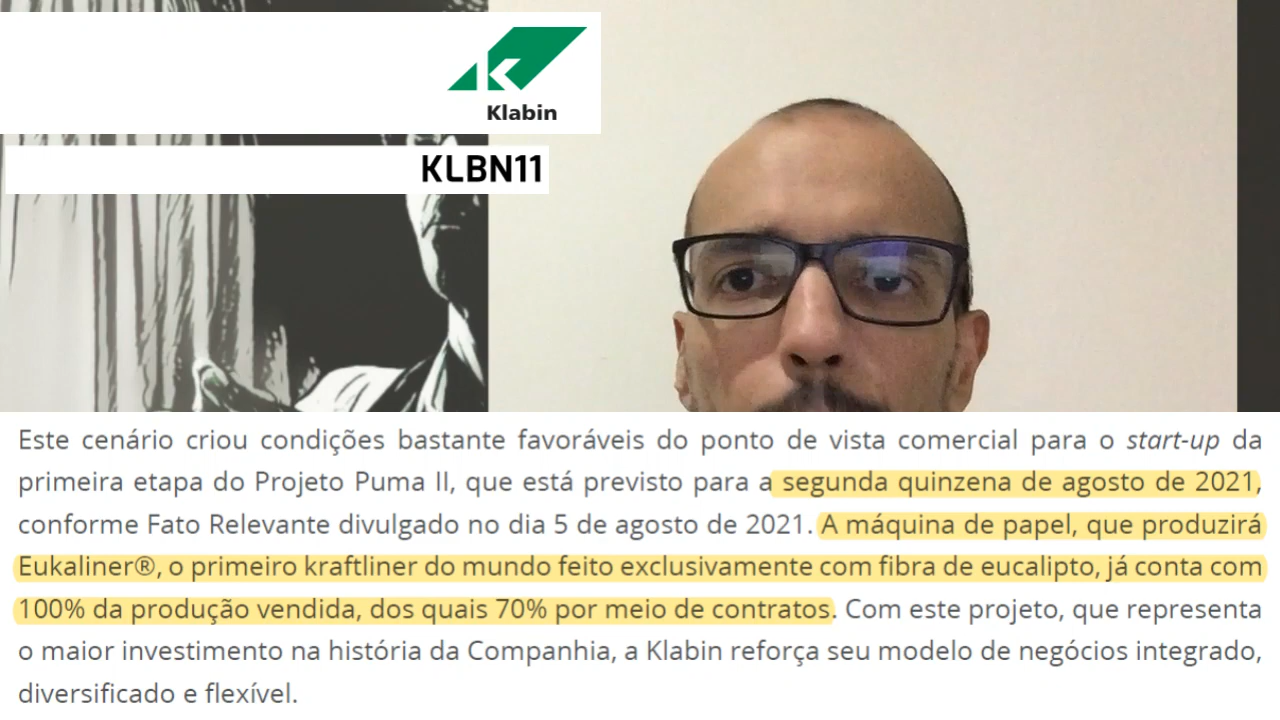 Klabin
KLBN11
Este cenário criou condições bastante favoráveis do ponto de vista comercial para o start-up da
primeira etapa do Projeto Puma II, que está previsto para a segunda quinzena de agosto de 2021,
conforme Fato Relevante divulgado no dia 5 de agosto de 2021. A máquina de papel, que produzirá
Eukaliner®, o primeiro kraftliner do mundo feito exclusivamente com fibra de eucalipto, já conta com
100% da produção vendida, dos quais 70% por meio de contratos. Com este projeto, que representa
o maior investimento na história da Companhia, a Klabin reforça seu modelo de negócios integrado,
diversificado e flexível.